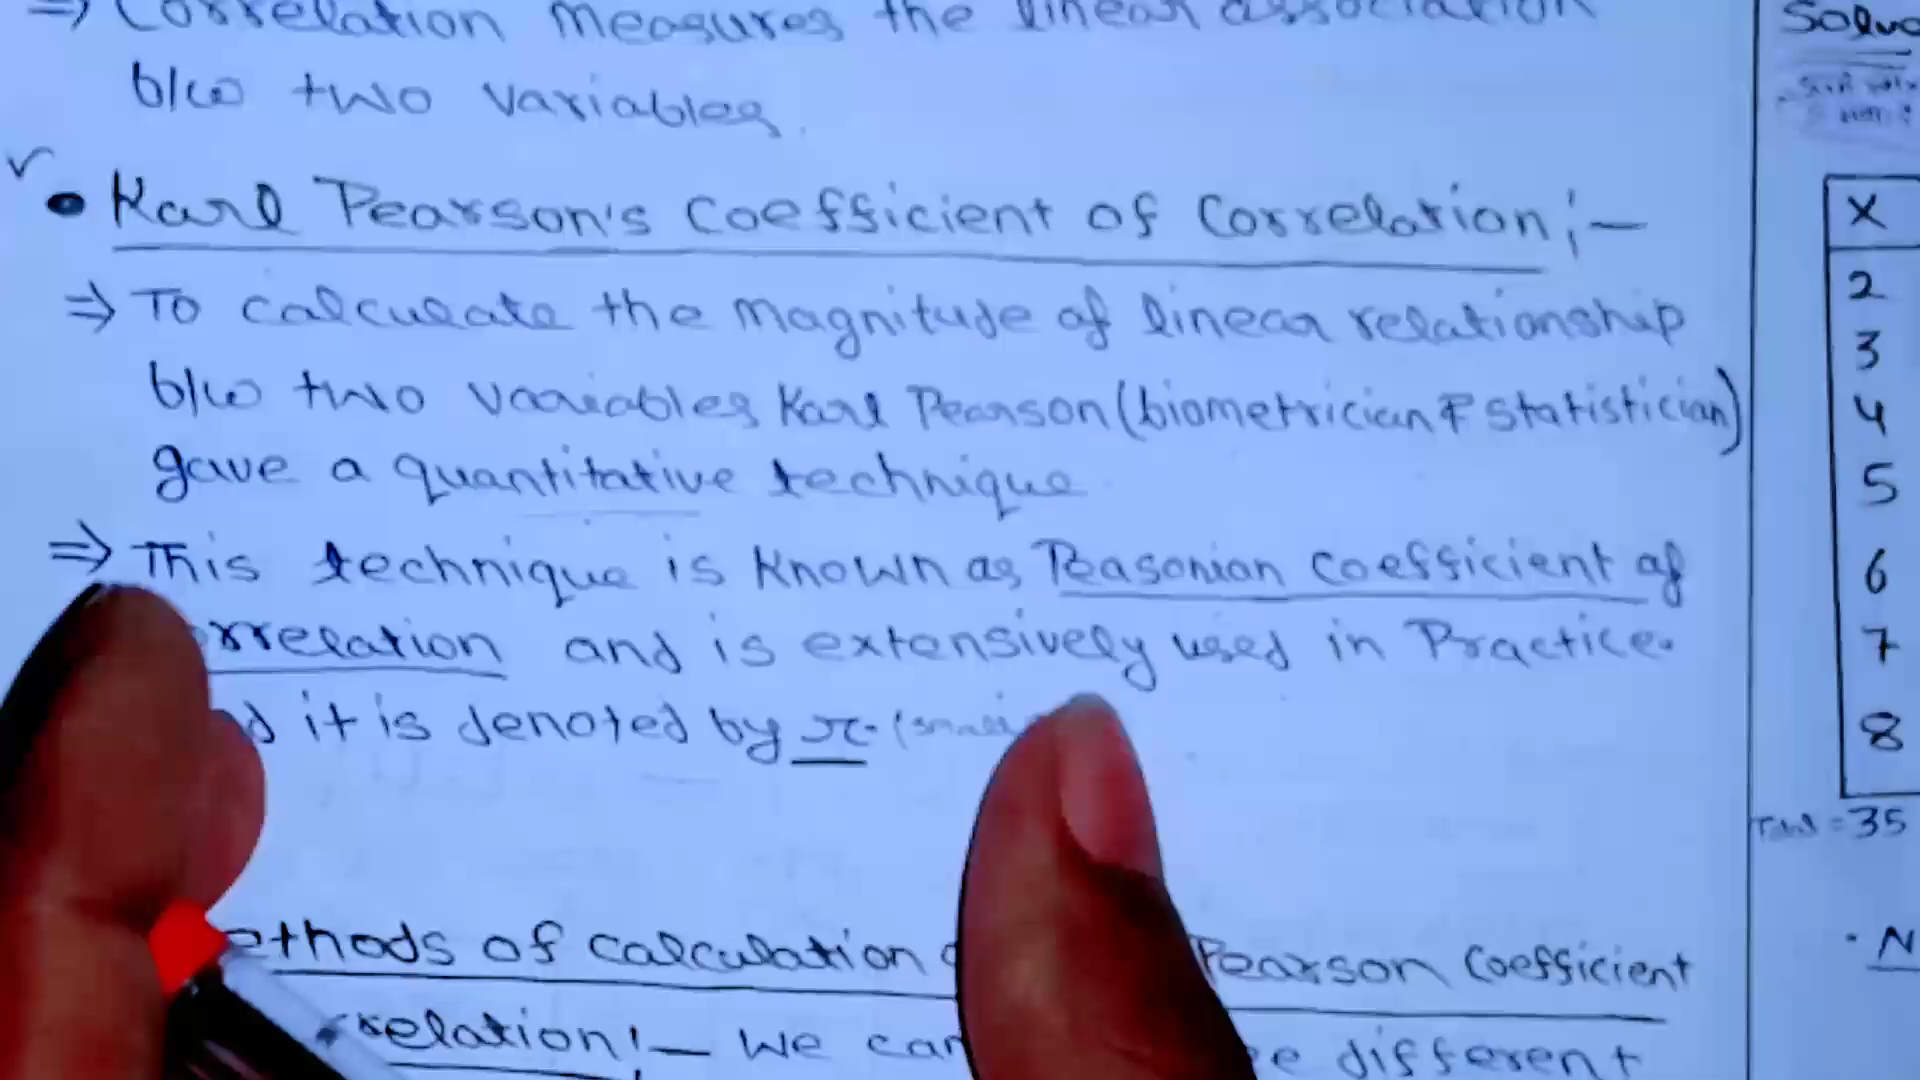 ⇒ Correlation measures the linear association
b/w two variables.
• Karl Pearson's Coefficient of Correlation :-
⇒ To calculate the magnitude of linear relationship
b/w two variables Karl Pearson (biometrician & statistician)
gave a quantitative technique
⇒ This technique is known as Peasonian coefficient of
rrelation and is extensively used in Practice.
d it is denoted by r. (small
ethods of calculation Pearson Coefficient
relation :- We can different
X
2
3
4
5
6
7
8
Total = 35
• N